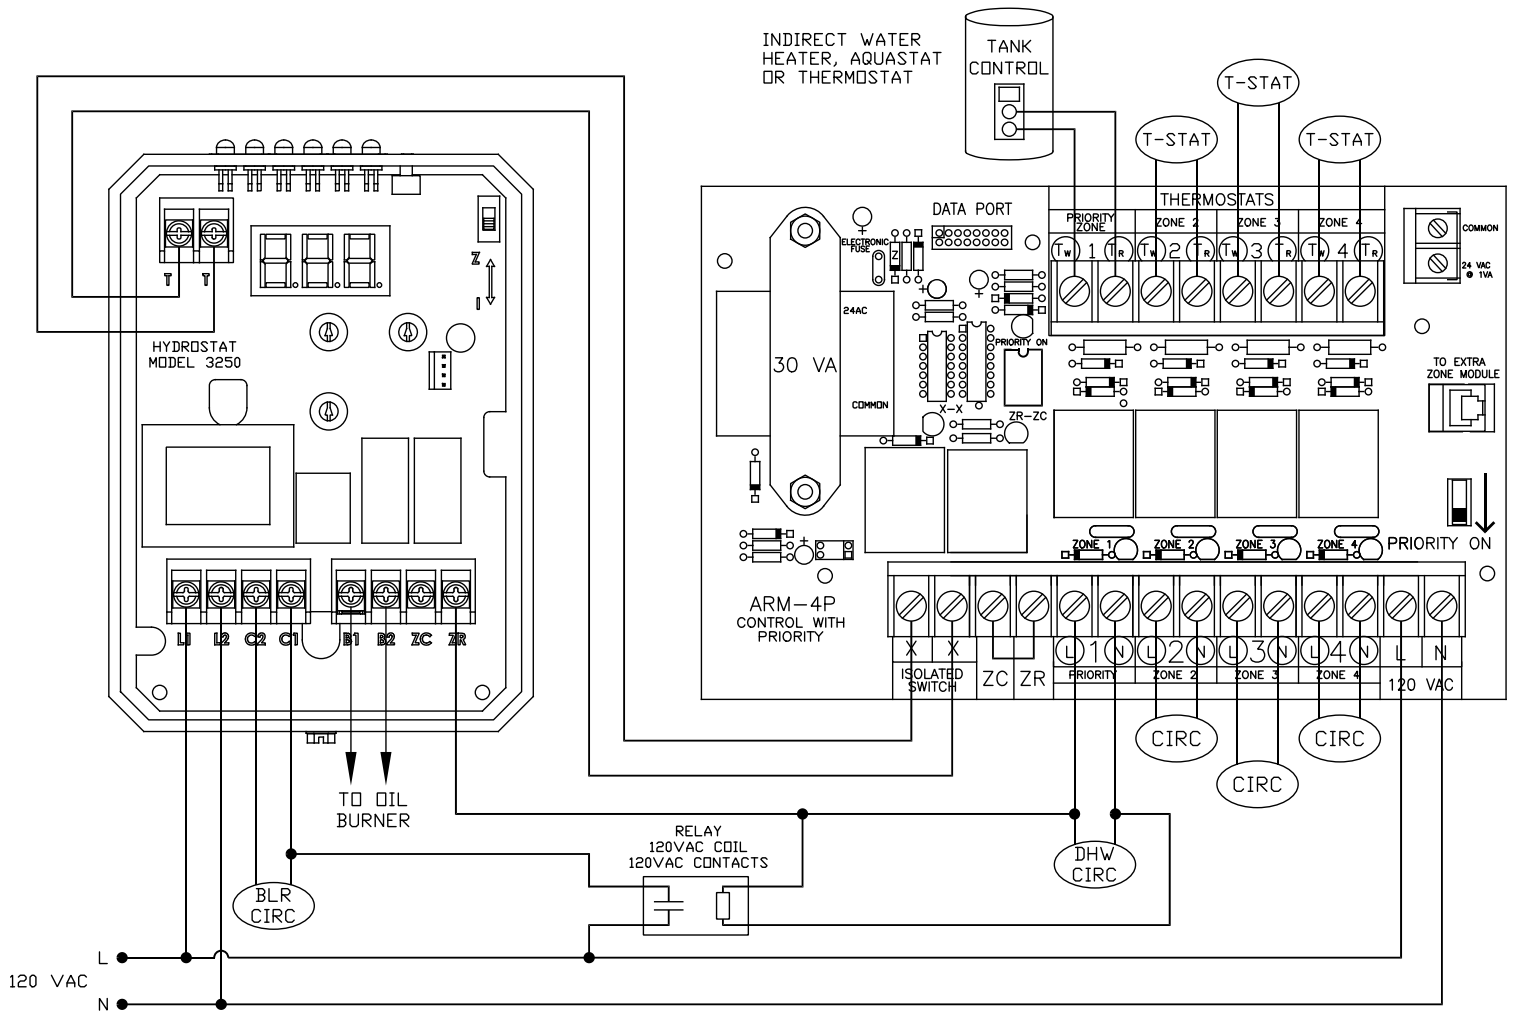 INDIRECT WATER
HEATER, AQUASTAT
OR THERMOSTAT
TANK
CONTROL
T-STAT
T-STAT
T-STAT
THERMOSTATS
PRIORITY
ZONE
ZONE 2
ZONE 3
ZONE 4
TW 1 TR
TW 2 TR
TW 3 TR
TW 4 TR
DATA PORT
ELECTRONIC
FUSE
Z
+
+
+
COMMON
24 VAC
@ 1VA
24AC
30 VA
COMMON
PRIORITY ON
X-X
ZR-ZC
TO EXTRA
ZONE MODULE
PRIORITY ON
ZONE 1
ZONE 2
ZONE 3
ZONE 4
+
ARM-4P
CONTROL WITH
PRIORITY
X X
ISOLATED
SWITCH
ZC ZR
L 1 N
PRIORITY
L 2 N
ZONE 2
L 3 N
ZONE 3
L 4 N
ZONE 4
L N
120 VAC
T T
Z
I
HYDROSTAT
MODEL 3250
L1 L2 C2 C1
B1 B2 ZC ZR
TO OIL
BURNER
CIRC
CIRC
CIRC
RELAY
120VAC COIL
120VAC CONTACTS
DHW
CIRC
BLR
CIRC
L
120 VAC
N